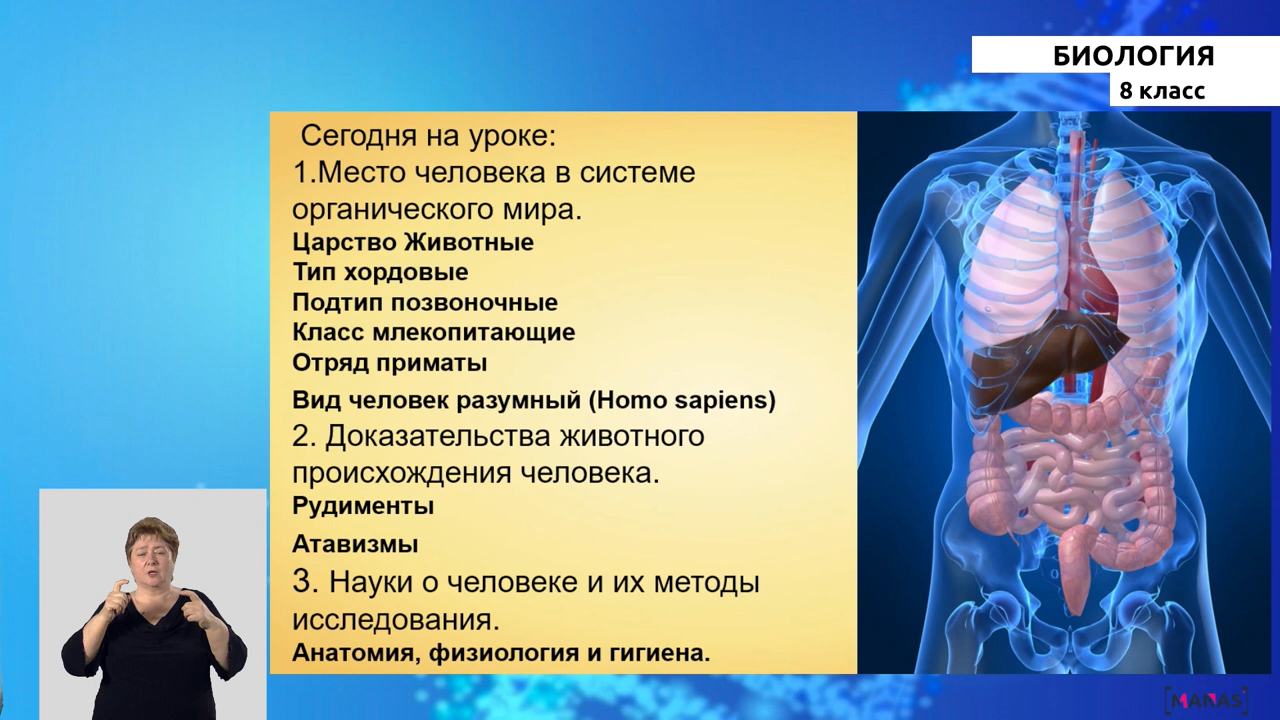 БИОЛОГИЯ
8 класс
Сегодня на уроке:
1.Место человека в системе
органического мира.
Царство Животные
Тип хордовые
Подтип позвоночные
Класс млекопитающие
Отряд приматы
Вид человек разумный (Homo sapiens)
2. Доказательства животного
происхождения человека.
Рудименты
Атавизмы
3. Науки о человеке и их методы
исследования.
Анатомия, физиология и гигиена.
[MANAS]